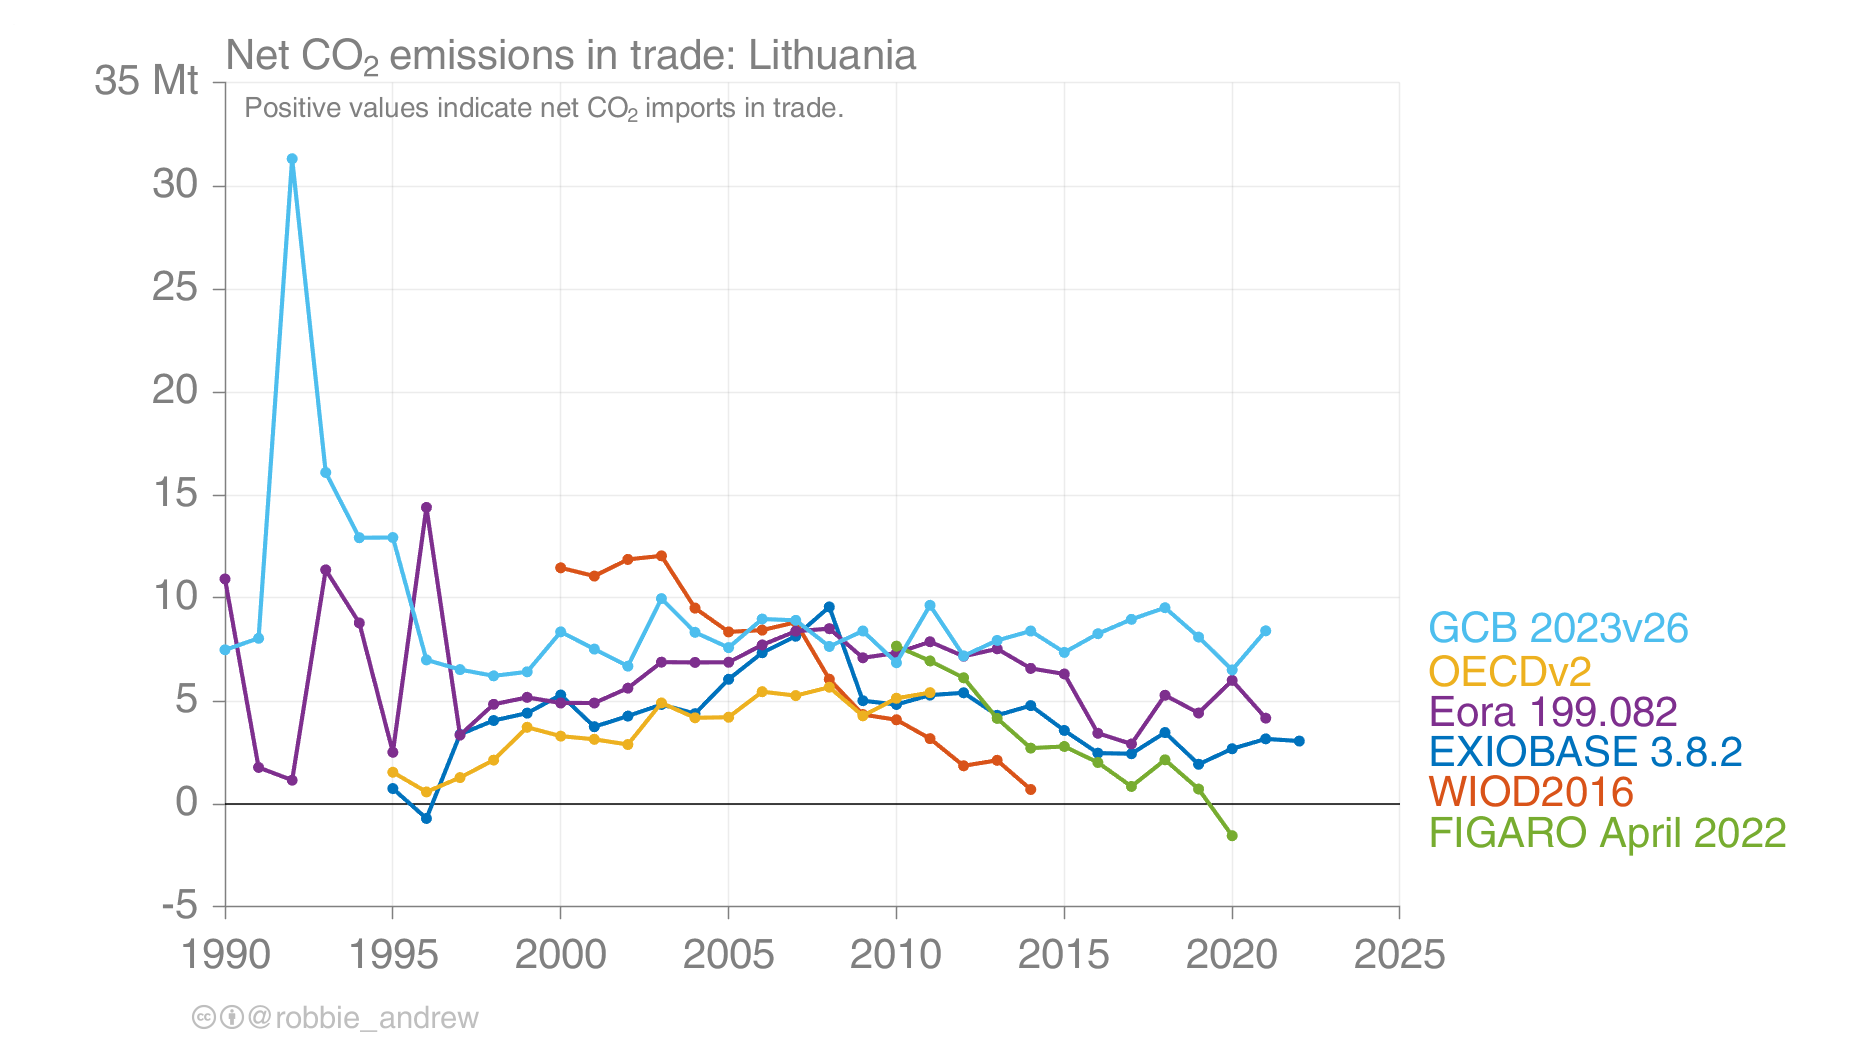 Net CO₂ emissions in trade: Lithuania
35 Mt
Positive values indicate net CO₂ imports in trade.
30
25
20
15
10
5
0
-5
1990 1995 2000 2005 2010 2015 2020 2025
GCB 2023v26
OECDv2
Eora 199.082
EXIOBASE 3.8.2
WIOD2016
FIGARO April 2022
cc @robbie_andrew